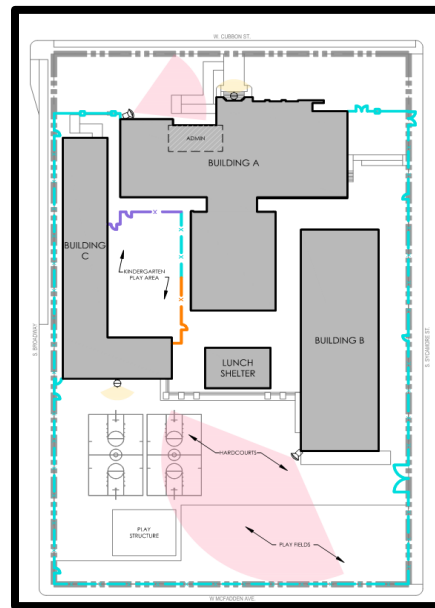 W. CUBBON ST.
ADMIN
BUILDING A
BUILDING
C
KINDERGARTEN
PLAY AREA
S. BROADWAY
S. SYCAMORE ST.
BUILDING B
LUNCH
SHELTER
HARDCOURTS
PLAY
STRUCTURE
PLAY FIELDS
W MCFADDEN AVE.